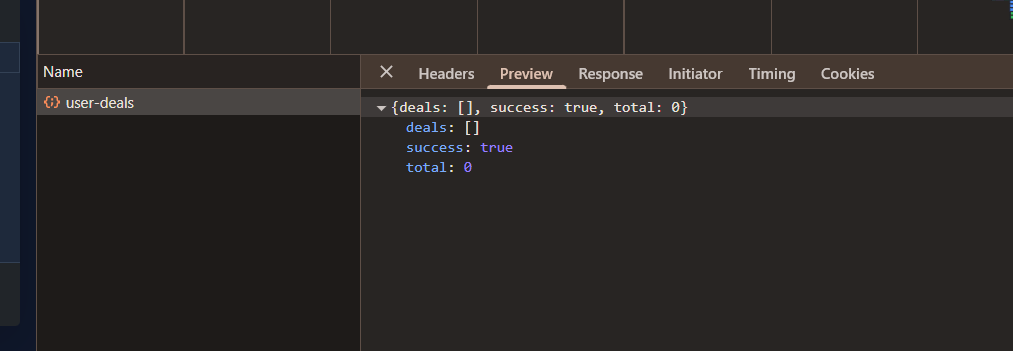 Name
Headers Preview Response Initiator Timing Cookies
user-deals
{deals: [], success: true, total: 0}
deals: []
success: true
total: 0